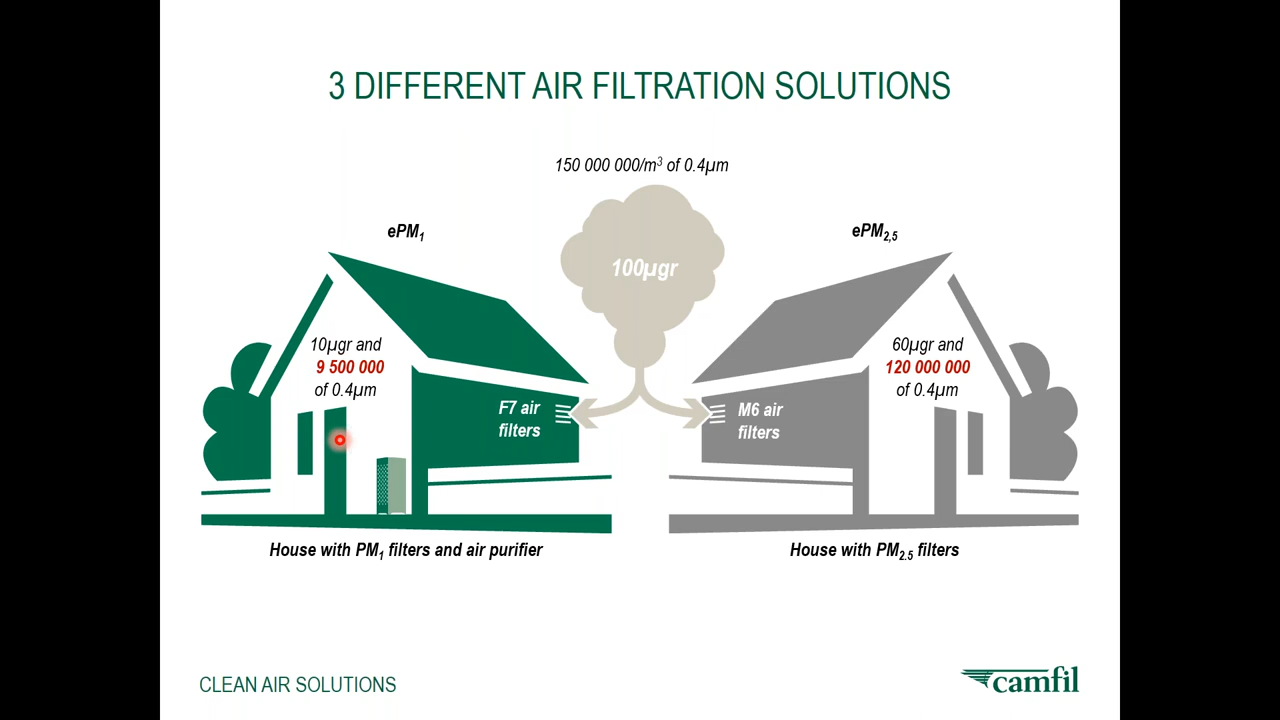 3 DIFFERENT AIR FILTRATION SOLUTIONS
150 000 000/m³ of 0.4µm
ePM₁
ePM₂,₅
100µgr
10µgr and
9 500 000
of 0.4µm
60µgr and
120 000 000
of 0.4µm
F7 air
filters
M6 air
filters
House with PM₁ filters and air purifier
House with PM₂.₅ filters
CLEAN AIR SOLUTIONS
camfil